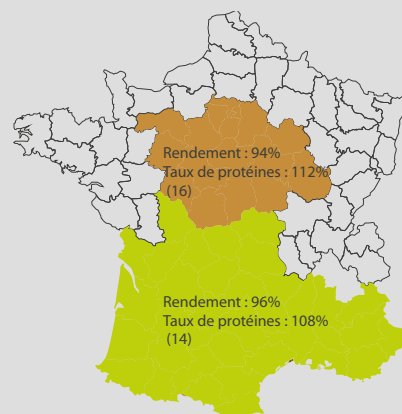 Rendement : 94%
Taux de protéines : 112%
(16)
Rendement : 96%
Taux de protéines : 108%
(14)